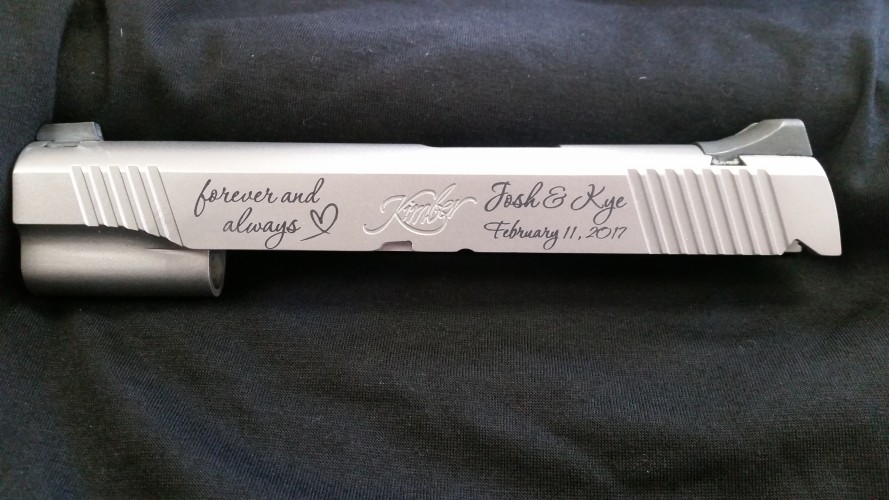 forever and
always
Kimber
Josh & Kye
February 11, 2017